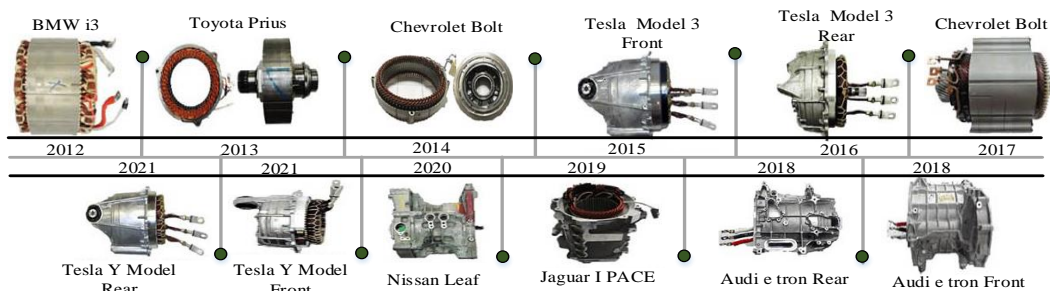 BMW i3
Toyota Prius
Chevrolet Bolt
Tesla Model 3
Front
Tesla Model 3
Rear
Chevrolet Bolt
2012
2013
2014
2015
2016
2017
2021
2021
2020
2019
2018
2018
Tesla Y Model
Rear
Tesla Y Model
Front
Nissan Leaf
Jaguar I PACE
Audi e tron Rear
Audi e tron Front